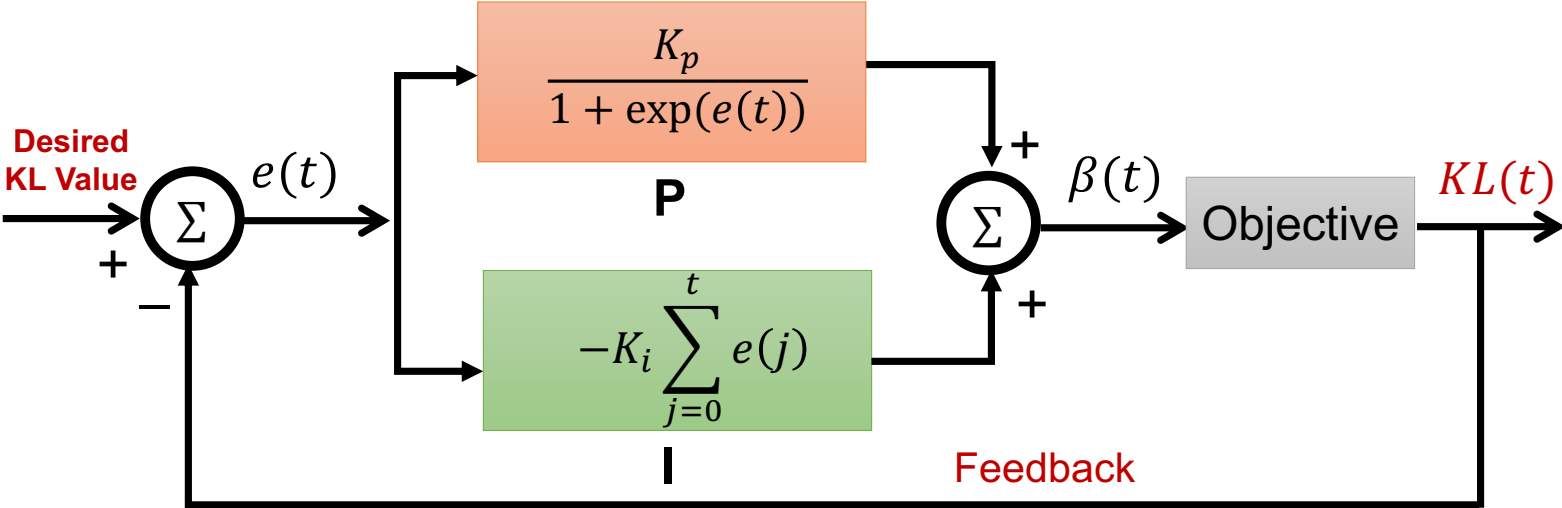 Desired
KL Value
+
−
Σ
e(t)
K_p
1 + exp(e(t))
P
−K_i ∑_{j=0}^{t} e(j)
I
+
Σ
+
β(t)
Objective
KL(t)
Feedback